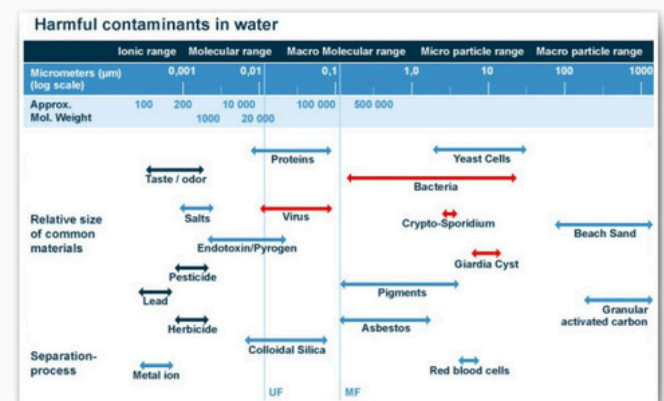 Harmful contaminants in water
Ionic range Molecular range Macro Molecular range Micro particle range Macro particle range
Micrometers (µm)
(log scale)
0,001 0,01 0,1 1,0 10 100 1000
Approx.
Mol. Weight
100 200 10 000 100 000 500 000
1000 20 000
Proteins Yeast Cells
Taste / odor Bacteria
Relative size
of common
materials
Salts Virus Crypto-Sporidium
Beach Sand
Endotoxin/Pyrogen
Giardia Cyst
Pesticide
Lead Pigments
Granular
activated carbon
Herbicide Asbestos
Colloidal Silica
Separation-
process
Metal ion Red blood cells
UF MF